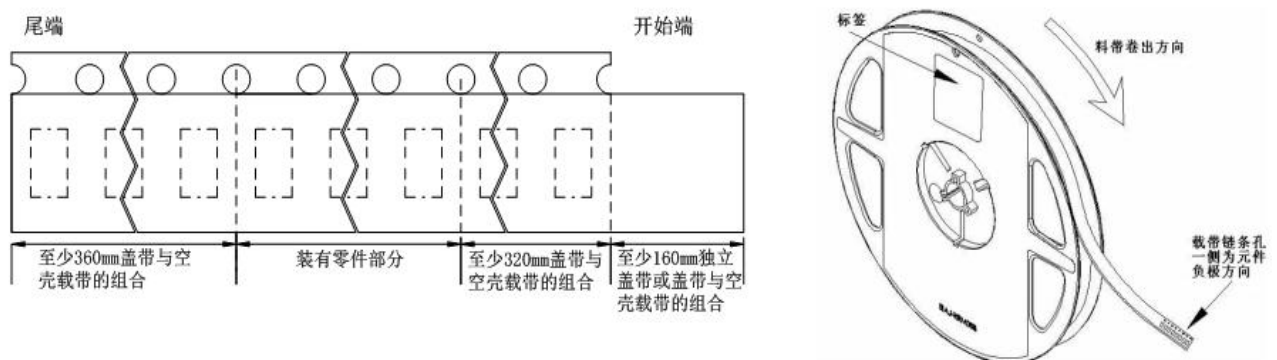 尾端
开始端
至少360mm盖带与空
壳载带的组合
装有零件部分
至少320mm盖带与
空壳载带的组合
至少160mm独立
盖带或盖带与空
壳载带的组合
标签
料带卷出方向
载带链条孔
一侧为元件
负极方向